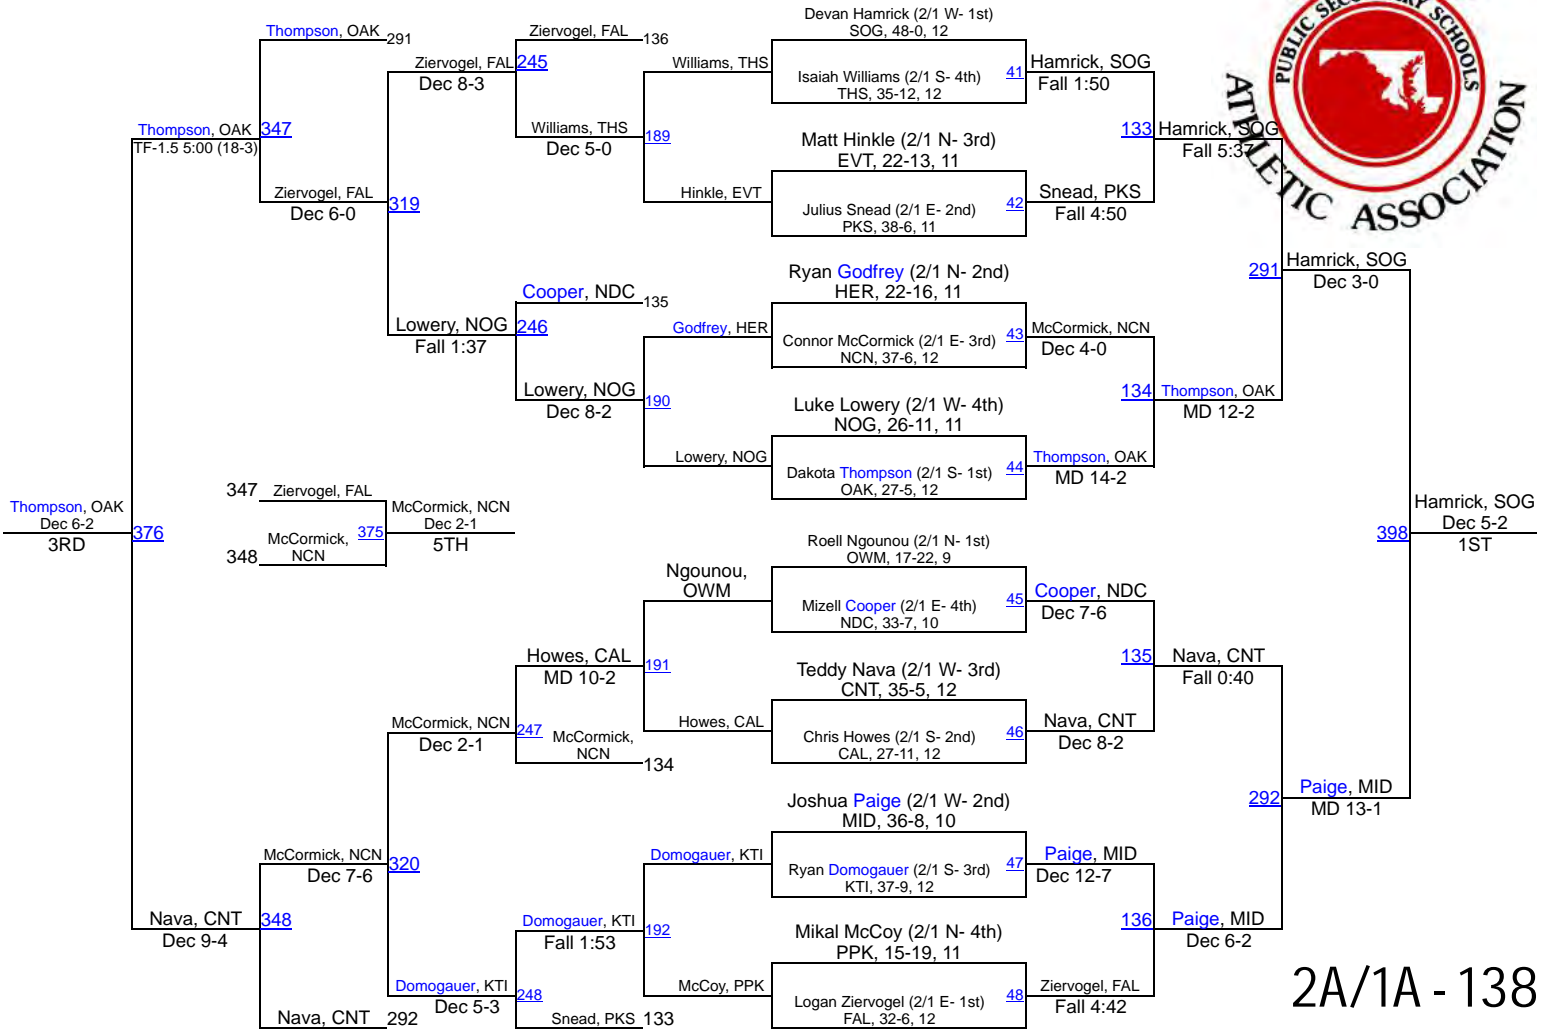 PUBLIC SECONDARY SCHOOLS
ATHLETIC ASSOCIATION
Devan Hamrick (2/1 W- 1st)
SOG, 48-0, 12
Isaiah Williams (2/1 S- 4th)
THS, 35-12, 12
41
Hamrick, SOG
Fall 1:50
Matt Hinkle (2/1 N- 3rd)
EVT, 22-13, 11
Julius Snead (2/1 E- 2nd)
PKS, 38-6, 11
42
Snead, PKS
Fall 4:50
133
Hamrick, SOG
Fall 5:37
Ryan Godfrey (2/1 N- 2nd)
HER, 22-16, 11
Connor McCormick (2/1 E- 3rd)
NCN, 37-6, 12
43
McCormick, NCN
Dec 4-0
Luke Lowery (2/1 W- 4th)
NOG, 26-11, 11
Dakota Thompson (2/1 S- 1st)
OAK, 27-5, 12
44
Thompson, OAK
MD 14-2
134
Thompson, OAK
MD 12-2
291
Hamrick, SOG
Dec 3-0
Roell Ngounou (2/1 N- 1st)
OWM, 17-22, 9
Mizell Cooper (2/1 E- 4th)
NDC, 33-7, 10
45
Cooper, NDC
Dec 7-6
Teddy Nava (2/1 W- 3rd)
CNT, 35-5, 12
Chris Howes (2/1 S- 2nd)
CAL, 27-11, 12
46
Nava, CNT
Dec 8-2
135
Nava, CNT
Fall 0:40
Joshua Paige (2/1 W- 2nd)
MID, 36-8, 10
Ryan Domogauer (2/1 S- 3rd)
KTI, 37-9, 12
47
Paige, MID
Dec 12-7
Mikal McCoy (2/1 N- 4th)
PPK, 15-19, 11
Logan Ziervogel (2/1 E- 1st)
FAL, 32-6, 12
48
Ziervogel, FAL
Fall 4:42
136
Paige, MID
Dec 6-2
292
Paige, MID
MD 13-1
398
Hamrick, SOG
Dec 5-2
1ST
Williams, THS
Hinkle, EVT
189
Williams, THS
Dec 5-0
Ziervogel, FAL
136
245
Ziervogel, FAL
Dec 8-3
Godfrey, HER
Lowery, NOG
190
Lowery, NOG
Dec 8-2
Cooper, NDC
135
246
Lowery, NOG
Fall 1:37
319
Ziervogel, FAL
Dec 6-0
Thompson, OAK
291
347
Thompson, OAK
TF-1.5 5:00 (18-3)
347
Ziervogel, FAL
348
McCormick,
NCN
375
McCormick, NCN
Dec 2-1
5TH
Thompson, OAK
Dec 6-2
3RD
376
Ngounou,
OWM
Howes, CAL
191
Howes, CAL
MD 10-2
McCormick,
NCN
134
247
McCormick, NCN
Dec 2-1
Domogauer, KTI
McCoy, PPK
192
Domogauer, KTI
Fall 1:53
Snead, PKS
133
248
Domogauer, KTI
Dec 5-3
320
McCormick, NCN
Dec 7-6
Nava, CNT
292
348
Nava, CNT
Dec 9-4
2A/1A - 138